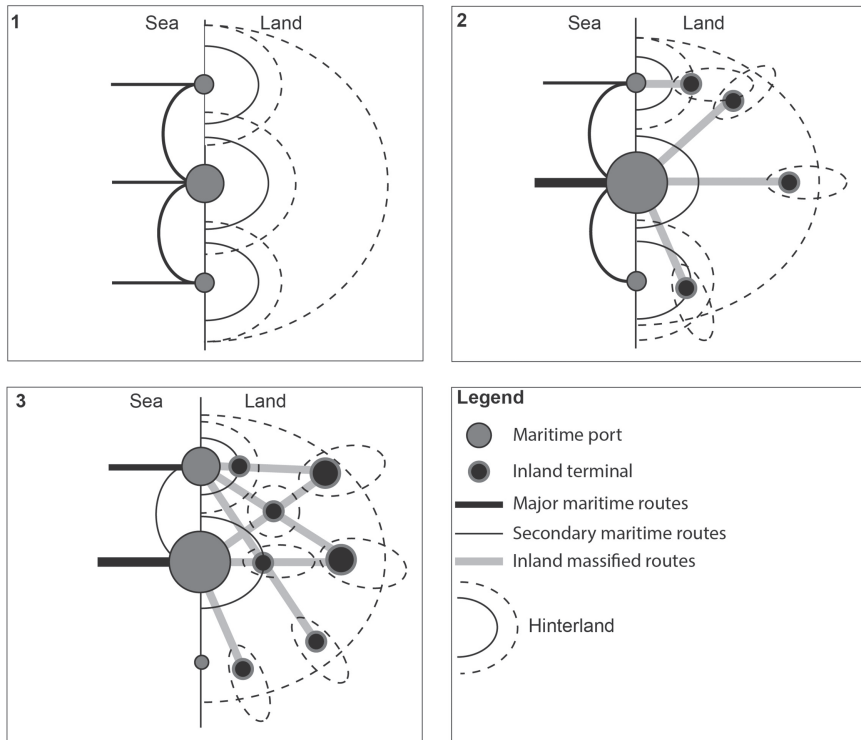 1
Sea Land
2
Sea Land
3
Sea Land
Legend
Maritime port
Inland terminal
Major maritime routes
Secondary maritime routes
Inland massified routes
Hinterland